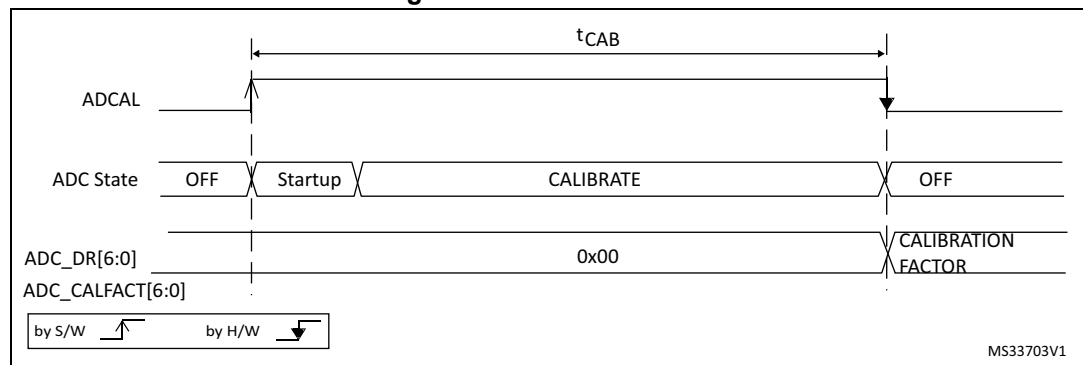 g
tCAB
ADCAL
ADC State OFF Startup CALIBRATE OFF
ADC_DR[6:0] 0x00 CALIBRATION
FACTOR
ADC_CALFACT[6:0]
by S/W by H/W
MS33703V1